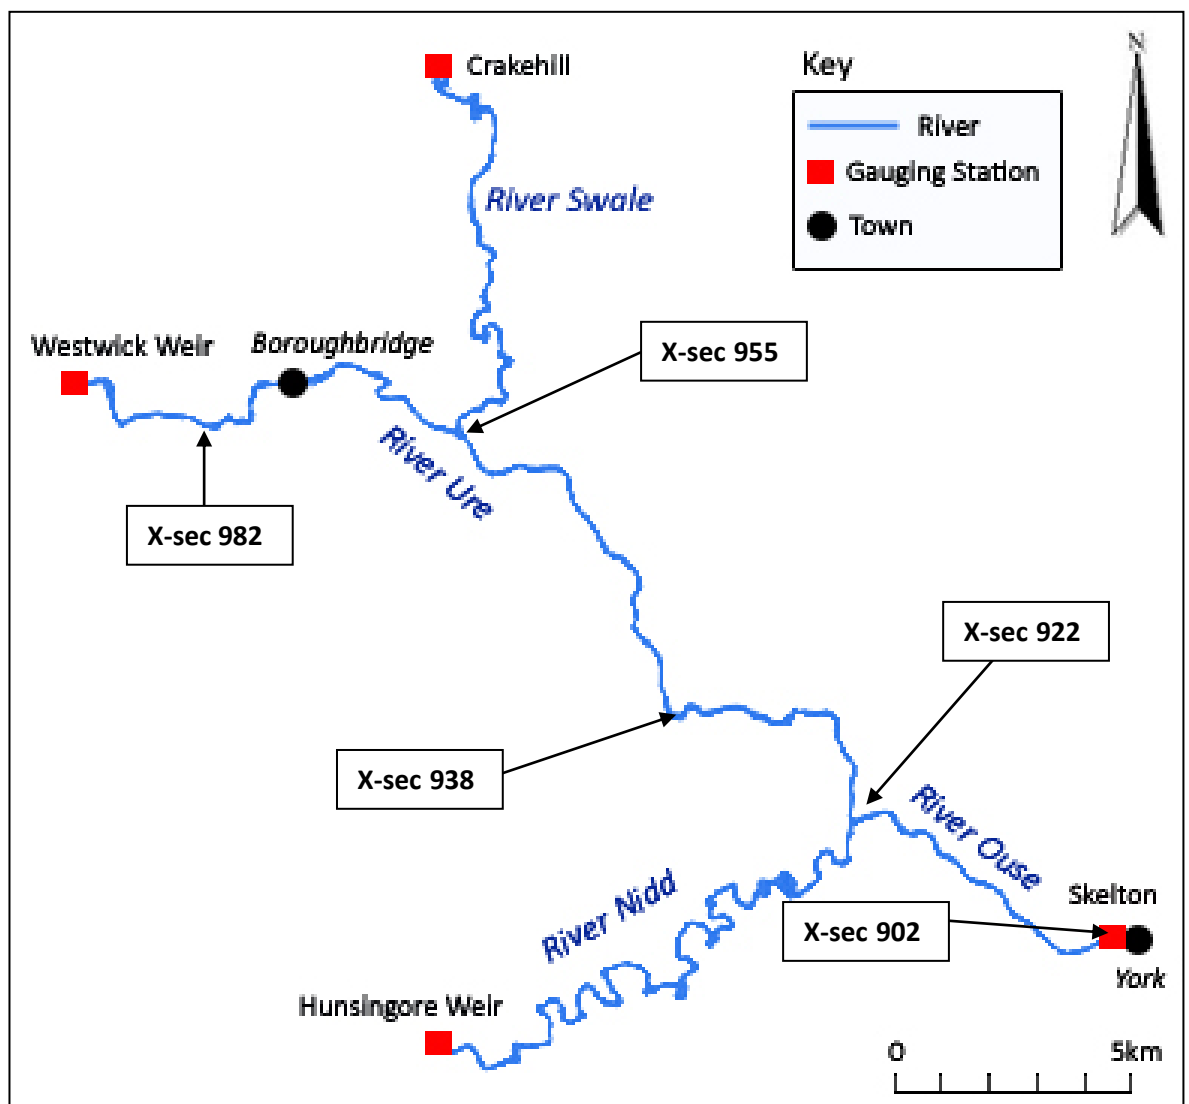 Crakehill
Key
N
River
Gauging Station
Town
River Swale
Westwick Weir
Boroughbridge
X-sec 955
River Ure
X-sec 982
X-sec 922
X-sec 938
River Ouse
Skelton
River Nidd
X-sec 902
York
Hunsingore Weir
0 5km